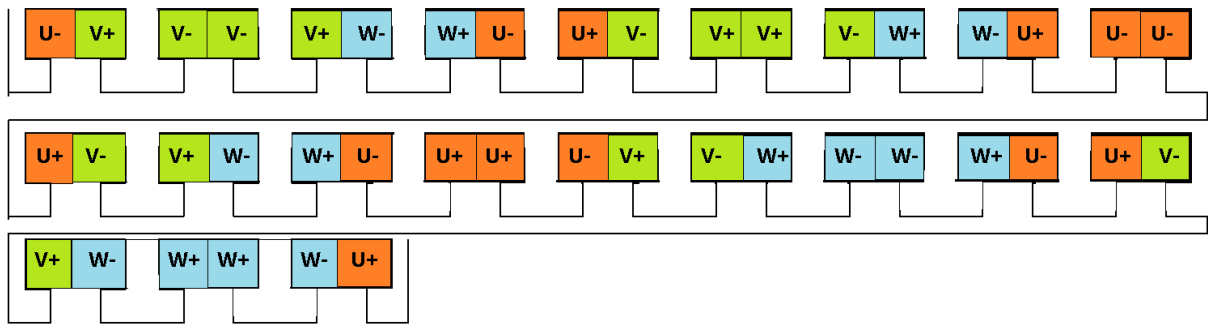 U- V+ V- V- V+ W- W+ U- U+ V- V+ V+ V- W+ W- U+ U- U-
U+ V- V+ W- W+ U- U+ U+ U- V+ V- W+ W- W- W+ U- U+ V-
V+ W- W+ W+ W- U+